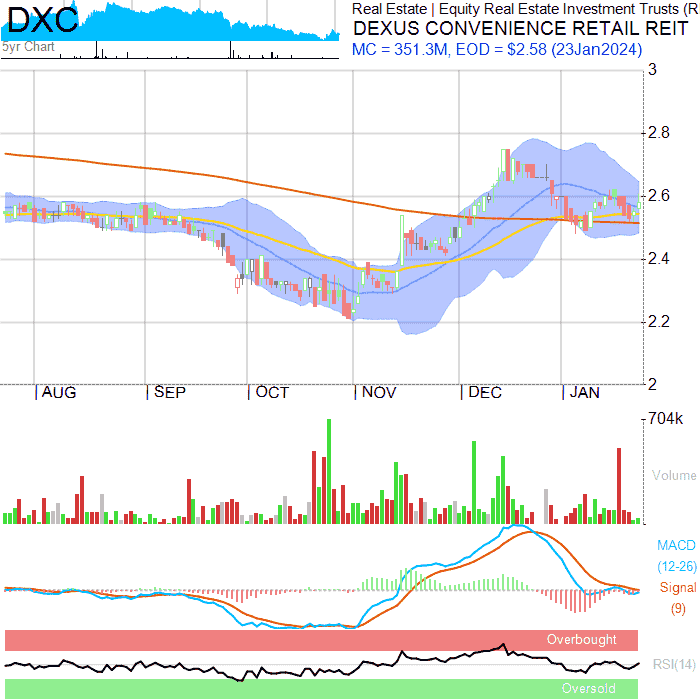 DXC
Real Estate | Equity Real Estate Investment Trusts (R
DEXUS CONVENIENCE RETAIL REIT
MC = 351.3M, EOD = $2.58 (23Jan2024)
5yr Chart
3
2.8
2.6
2.4
2.2
2
AUG
SEP
OCT
NOV
DEC
JAN
704k
Volume
MACD
(12-26)
Signal
(9)
Overbought
RSI(14)
Oversold